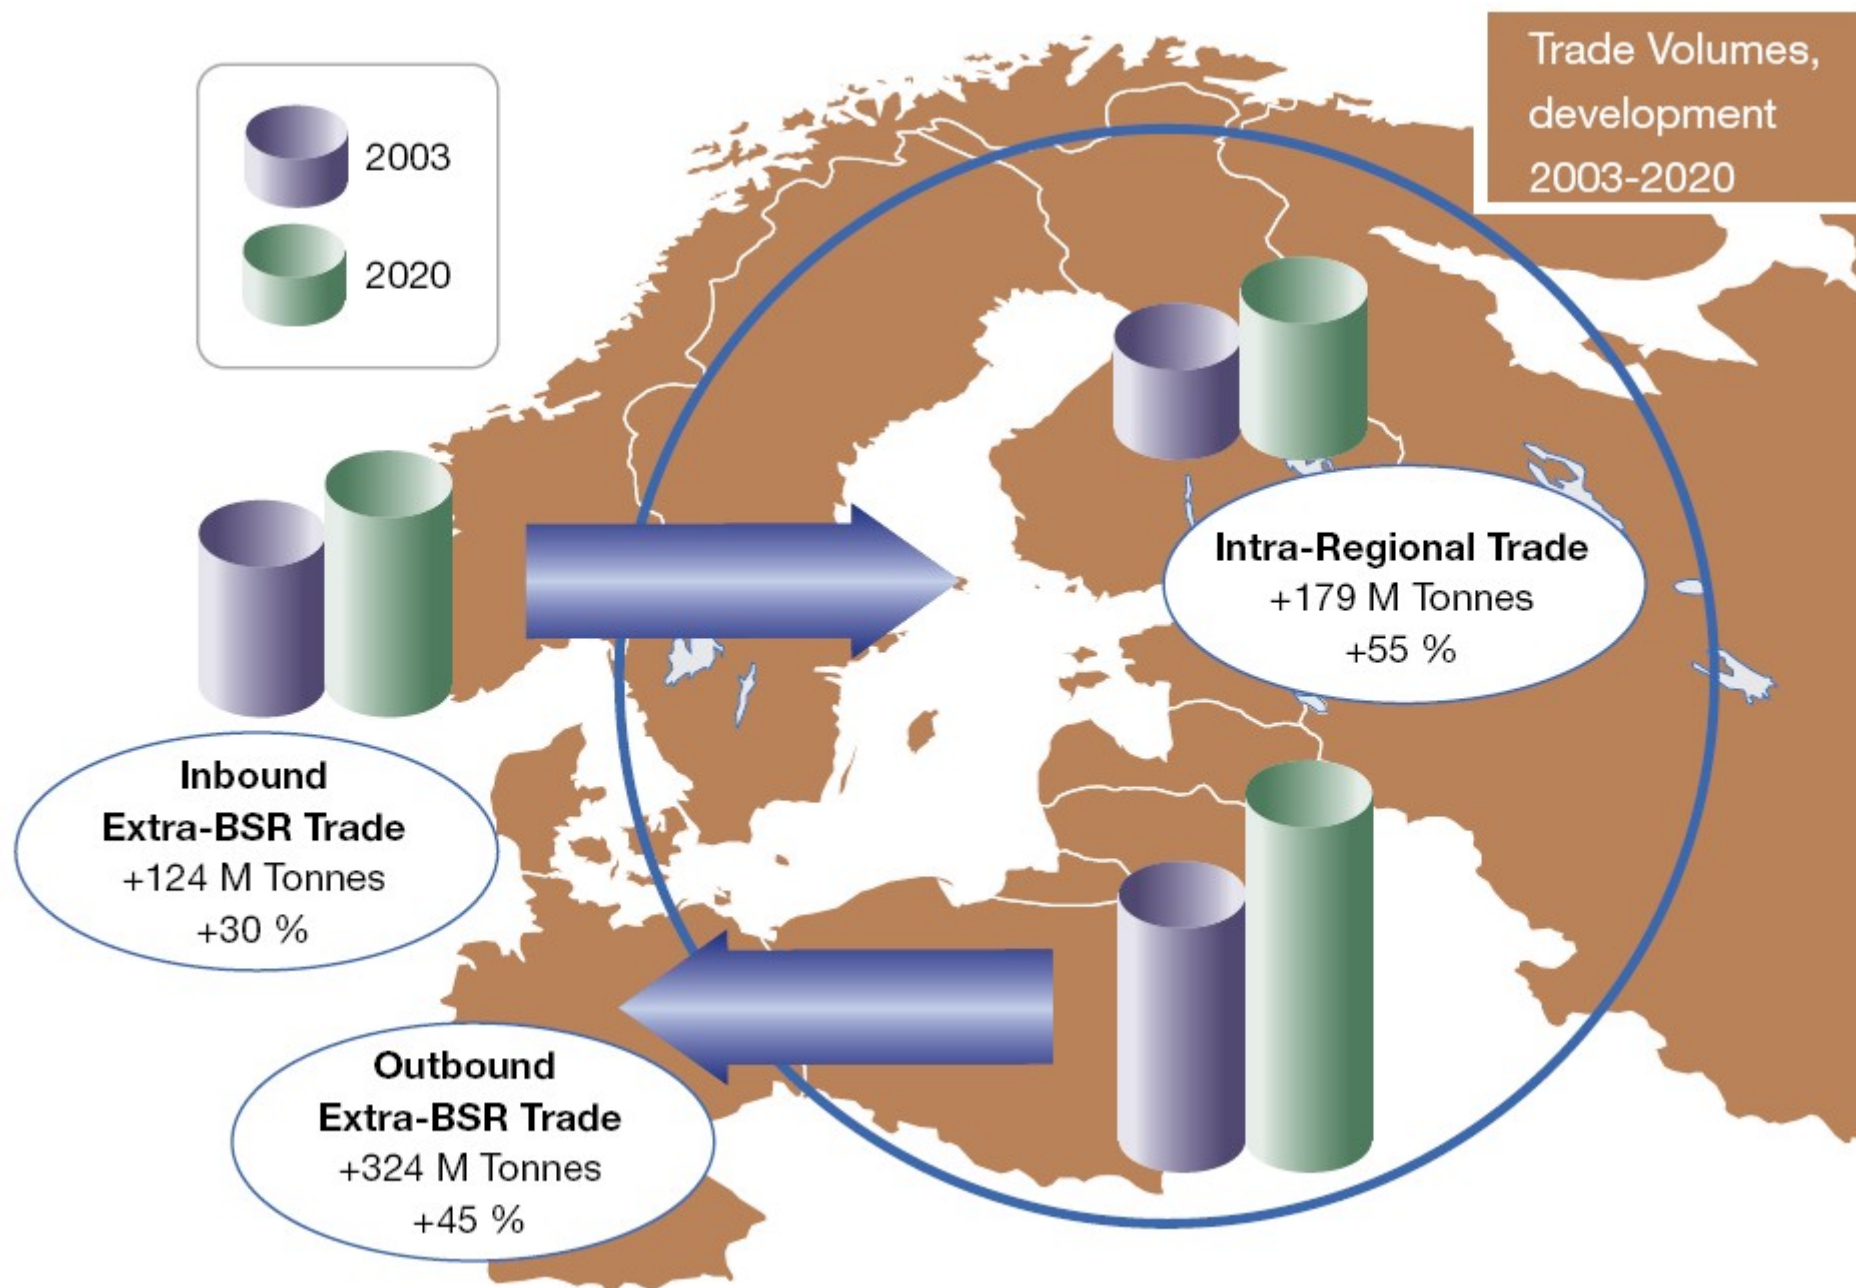 Trade Volumes,
development
2003-2020
2003
2020
Intra-Regional Trade
+179 M Tonnes
+55 %
Inbound
Extra-BSR Trade
+124 M Tonnes
+30 %
Outbound
Extra-BSR Trade
+324 M Tonnes
+45 %